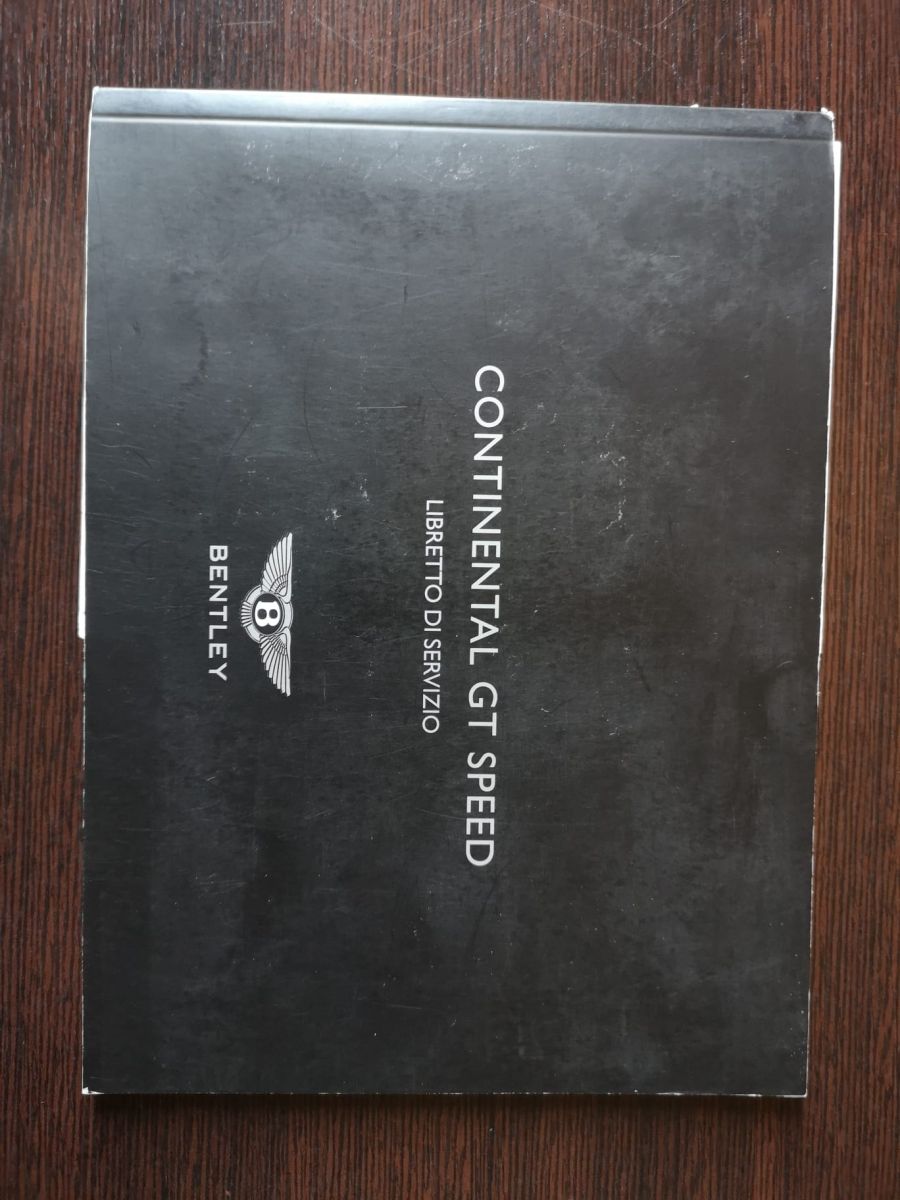 CONTINENTAL GT SPEED
LIBRETTO DI SERVIZIO
B
BENTLEY